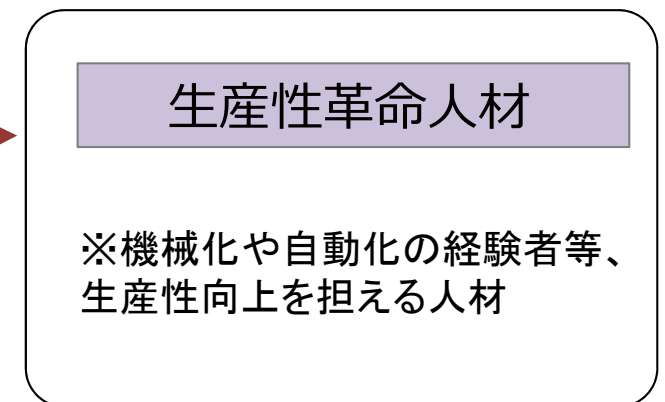 生産性革命人材
※機械化や自動化の経験者等、
生産性向上を担える人材